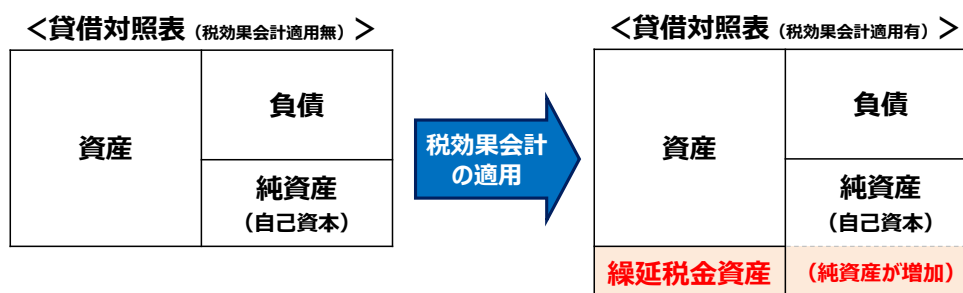 ＜貸借対照表（税効果会計適用無）＞
資産
負債
純資産
（自己資本）
税効果会計
の適用
＜貸借対照表（税効果会計適用有）＞
資産
負債
純資産
（自己資本）
繰延税金資産
（純資産が増加）